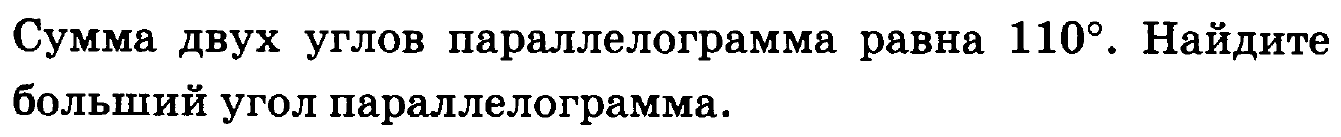 Сумма двух углов параллелограмма равна 110°. Найдите
больший угол параллелограмма.